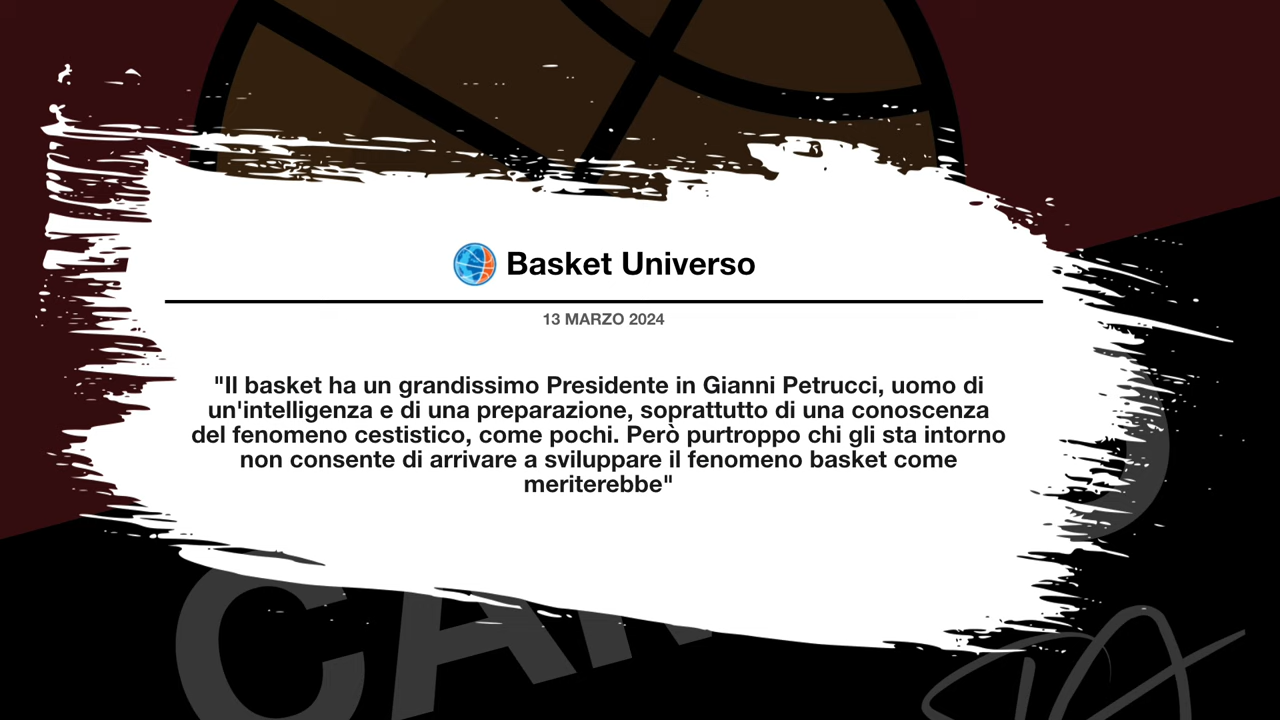 Basket Universo
13 MARZO 2024
"Il basket ha un grandissimo Presidente in Gianni Petrucci, uomo di
un'intelligenza e di una preparazione, soprattutto di una conoscenza
del fenomeno cestistico, come pochi. Però purtroppo chi gli sta intorno
non consente di arrivare a sviluppare il fenomeno basket come
meriterebbe"